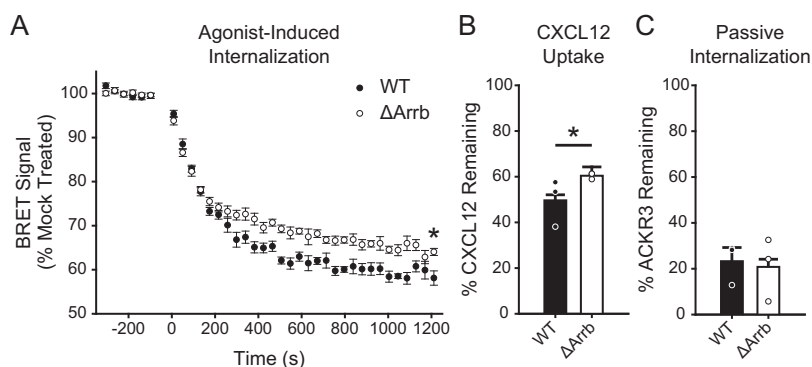 A
Agonist-Induced
Internalization
WT
ΔArrb
BRET Signal
(% Mock Treated)
100
90
80
70
60
50
*
-200
0
200
400
600
800
1000
1200
Time (s)
B
CXCL12
Uptake
% CXCL12 Remaining
100
80
60
40
20
0
*
WT
ΔArrb
C
Passive
Internalization
% ACKR3 Remaining
100
80
60
40
20
0
WT
ΔArrb